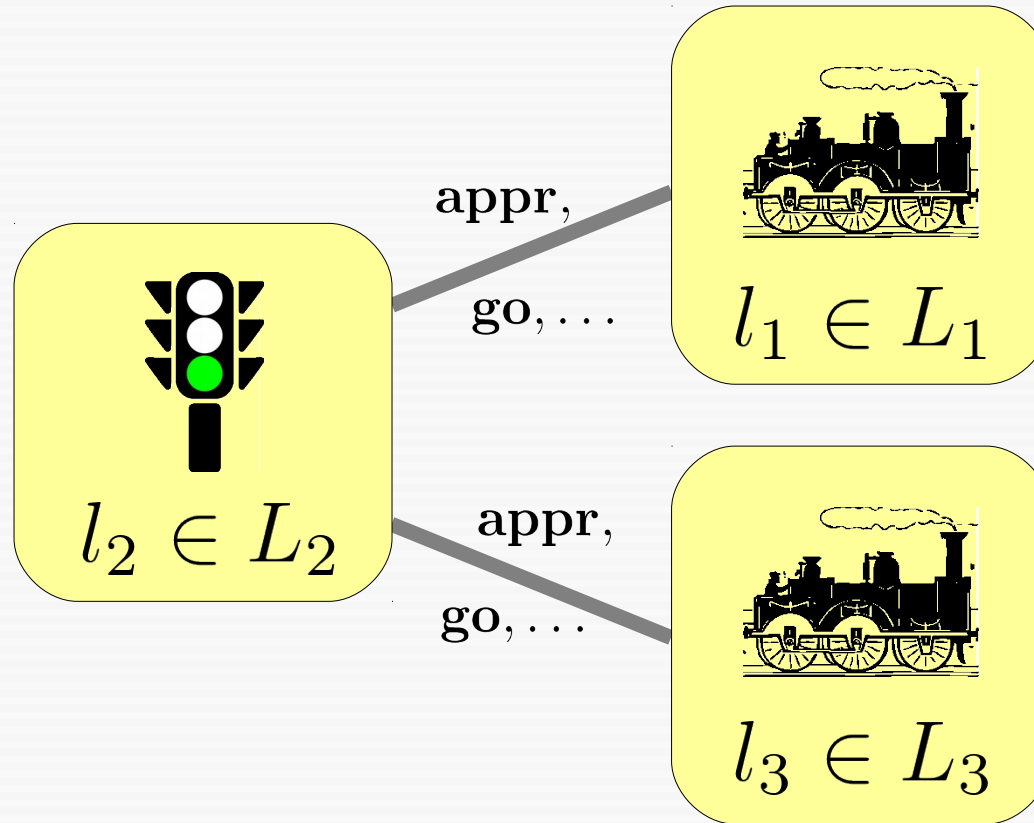 appr,
go, . . .
l₁ ∈ L₁
l₂ ∈ L₂
appr,
go, . . .
l₃ ∈ L₃